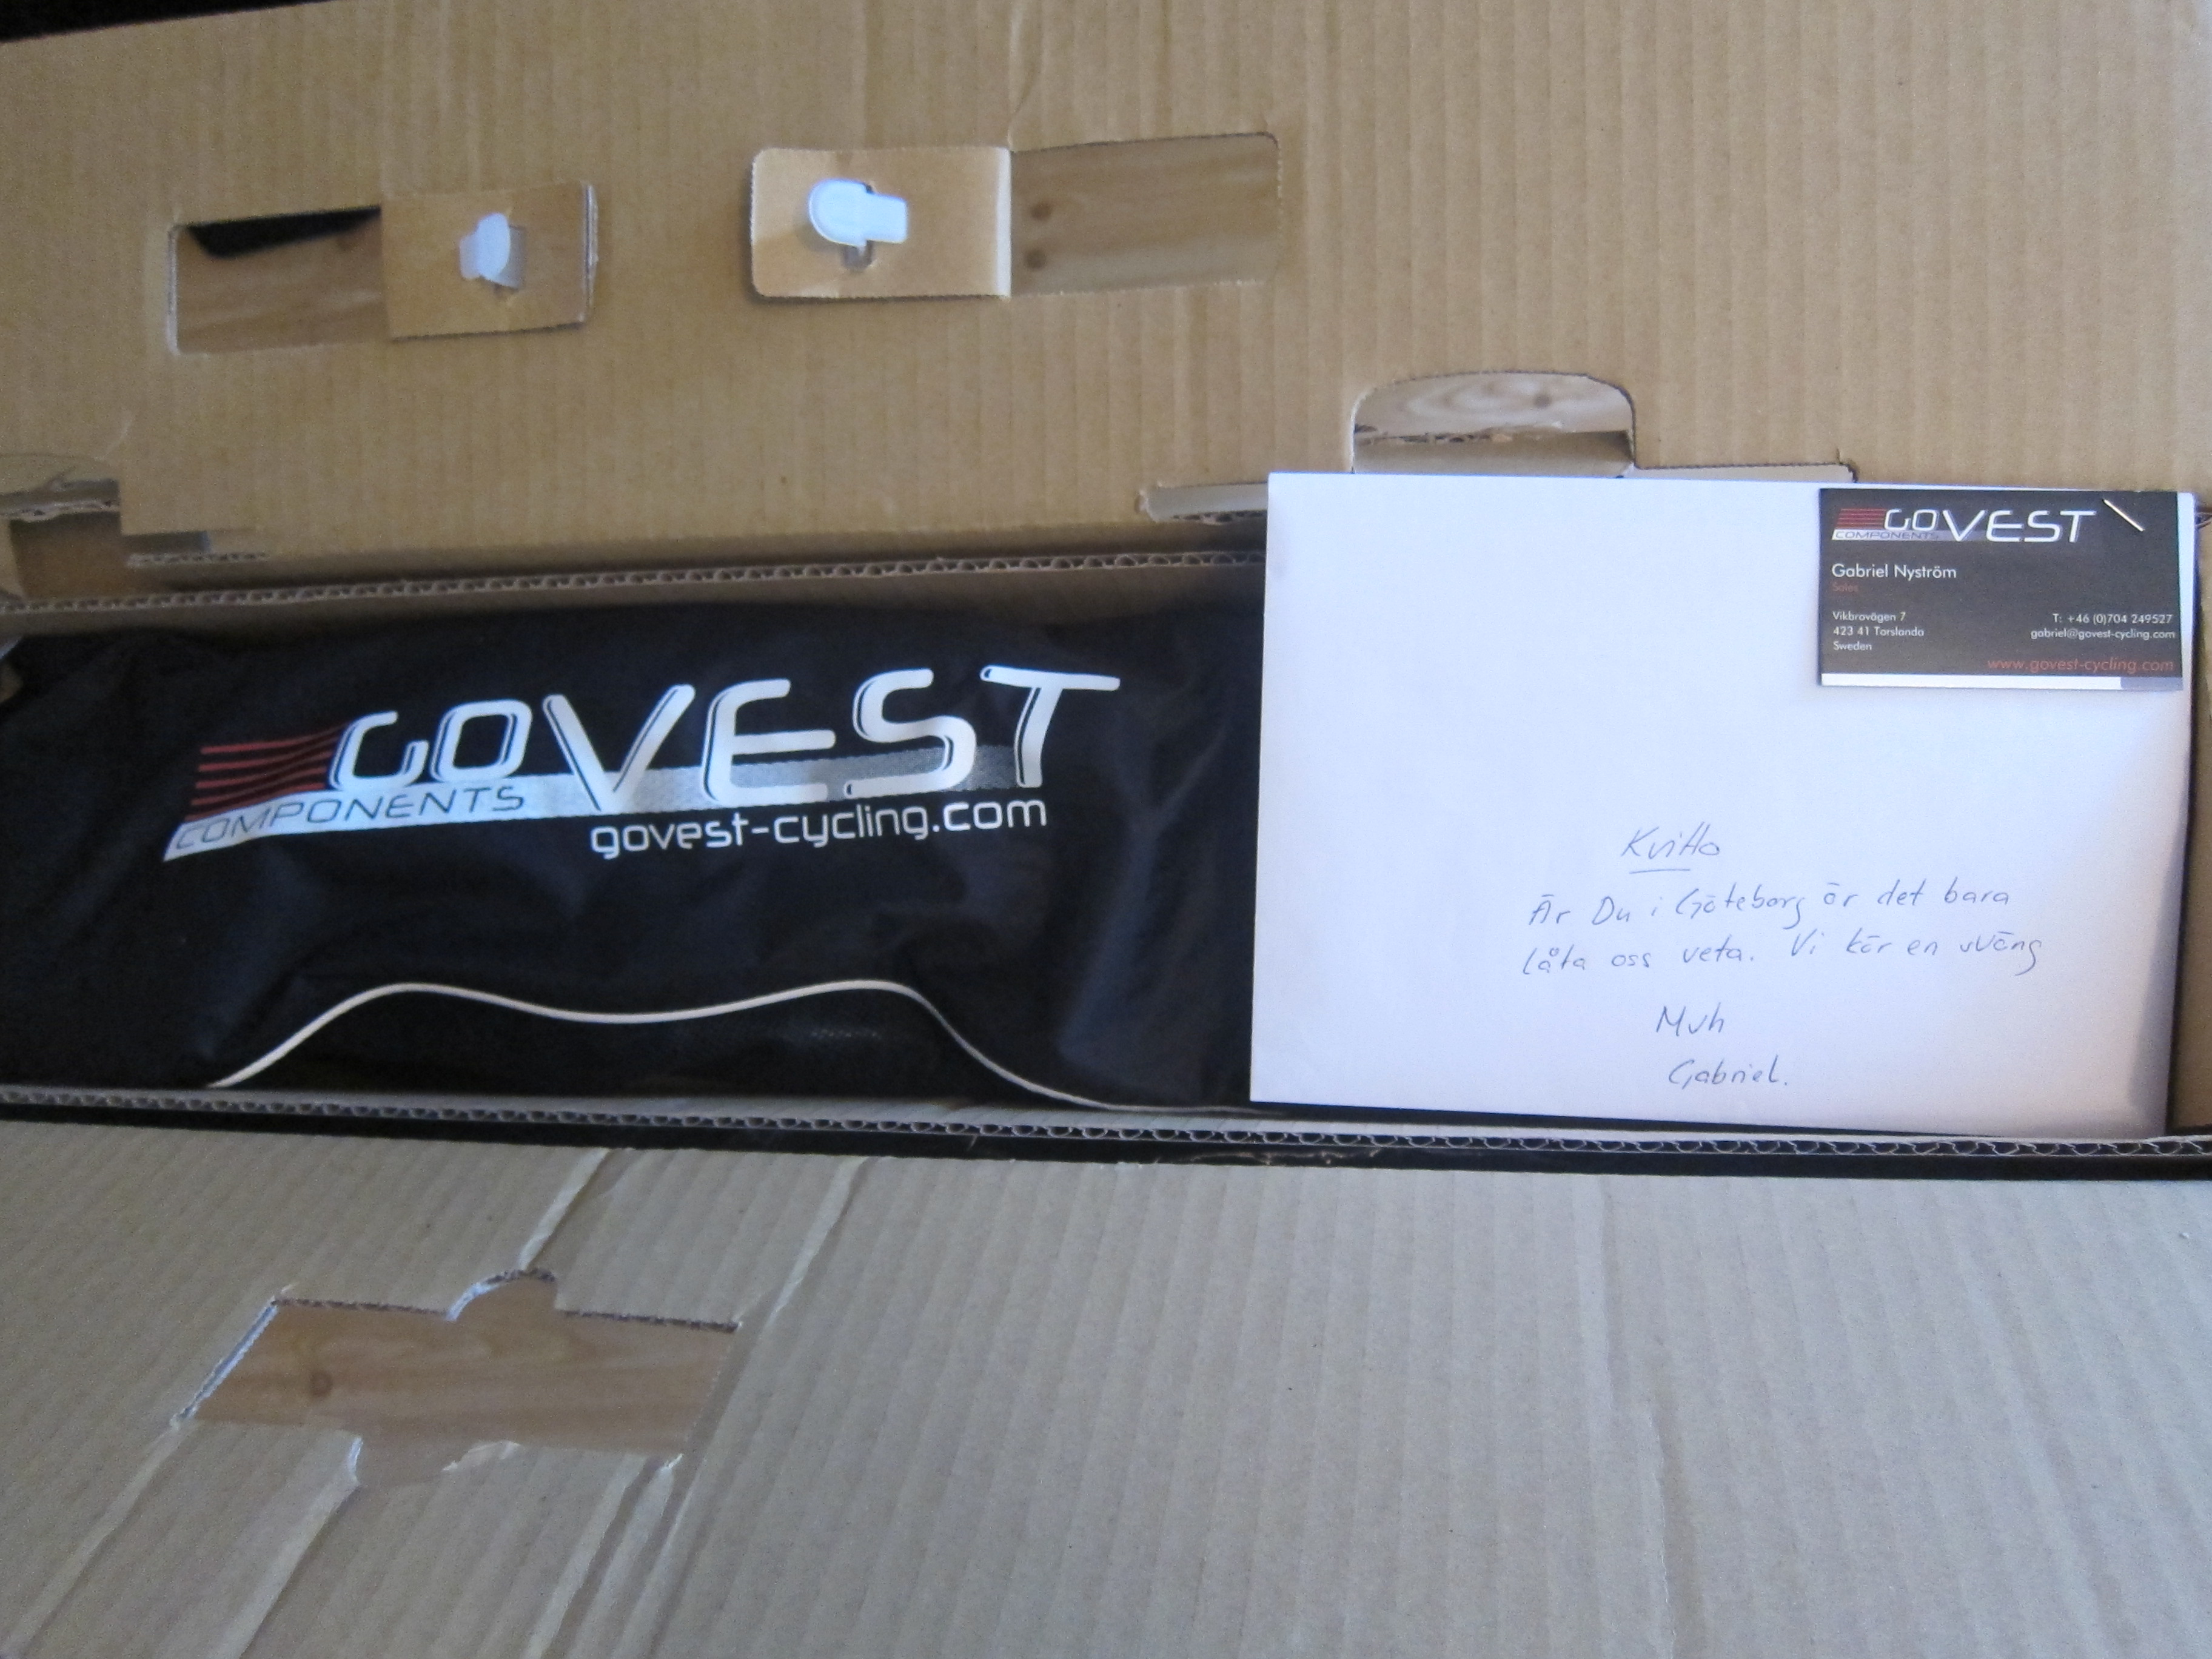 GOVEST
COMPONENTS
govest-cycling.com
GOVEST
COMPONENTS
Gabriel Nyström
Sales
Vikbrovägen 7
423 41 Torslanda
Sweden
T: +46 (0)704 249527
gabriel@govest-cycling.com
www.govest-cycling.com
Kvitto
Är Du i Göteborg är det bara
låta oss veta. Vi kör en sväng
Mvh
Gabriel.